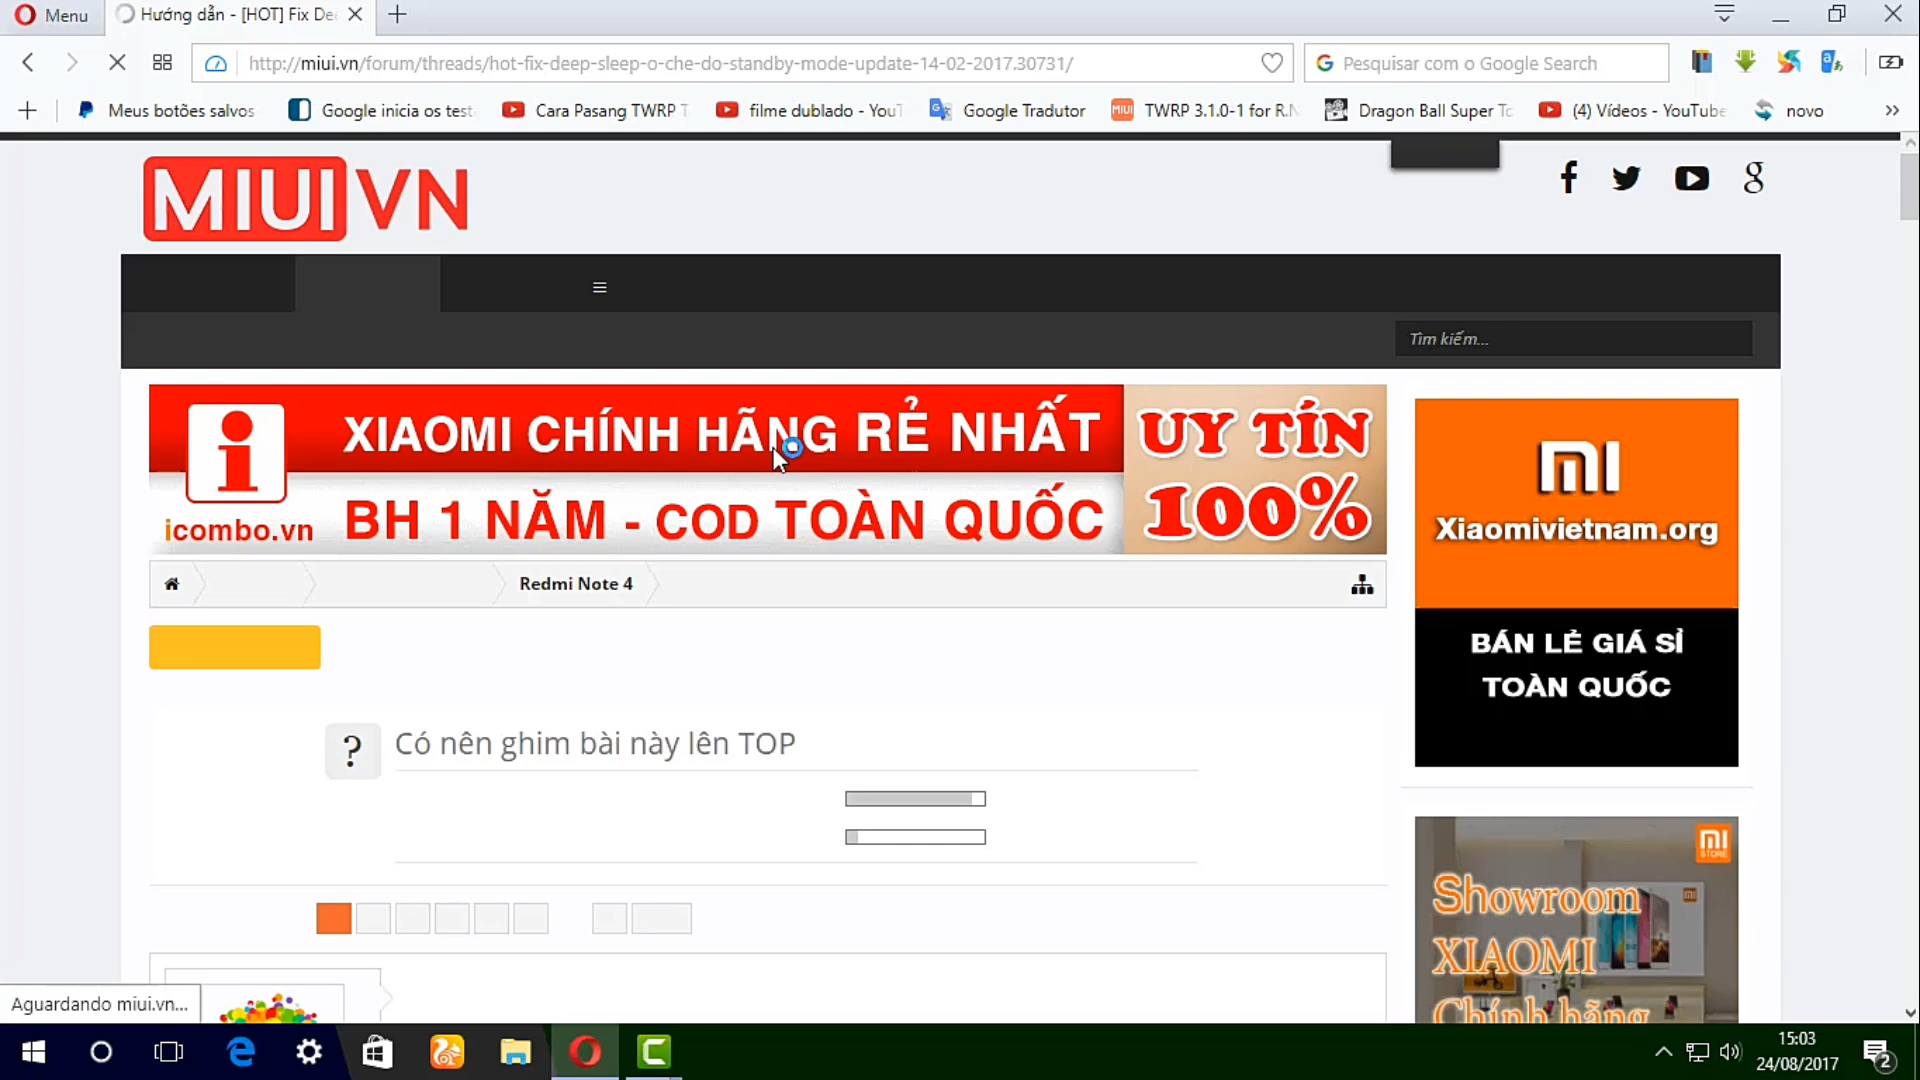 Menu
Hướng dẫn - [HOT] Fix De
http://miui.vn/forum/threads/hot-fix-deep-sleep-o-che-do-standby-mode-update-14-02-2017.30731/
Pesquisar com o Google Search
Meus botões salvos
Google inicia os test
Cara Pasang TWRP
filme dublado - You
Google Tradutor
TWRP 3.1.0-1 for R.N
Dragon Ball Super
(4) Vídeos - YouTube
novo
MIUI VN
Tìm kiếm...
XIAOMI CHÍNH HÃNG RẺ NHẤT
icombo.vn
BH 1 NĂM - COD TOÀN QUỐC
UY TÍN
100%
Xiaomivietnam.org
BÁN LẺ GIÁ SỈ
TOÀN QUỐC
Redmi Note 4
? Có nên ghim bài này lên TOP
MI
STORE
Showroom
XIAOMI
Chính hãng
Aguardando miui.vn...
15:03
24/08/2017
2